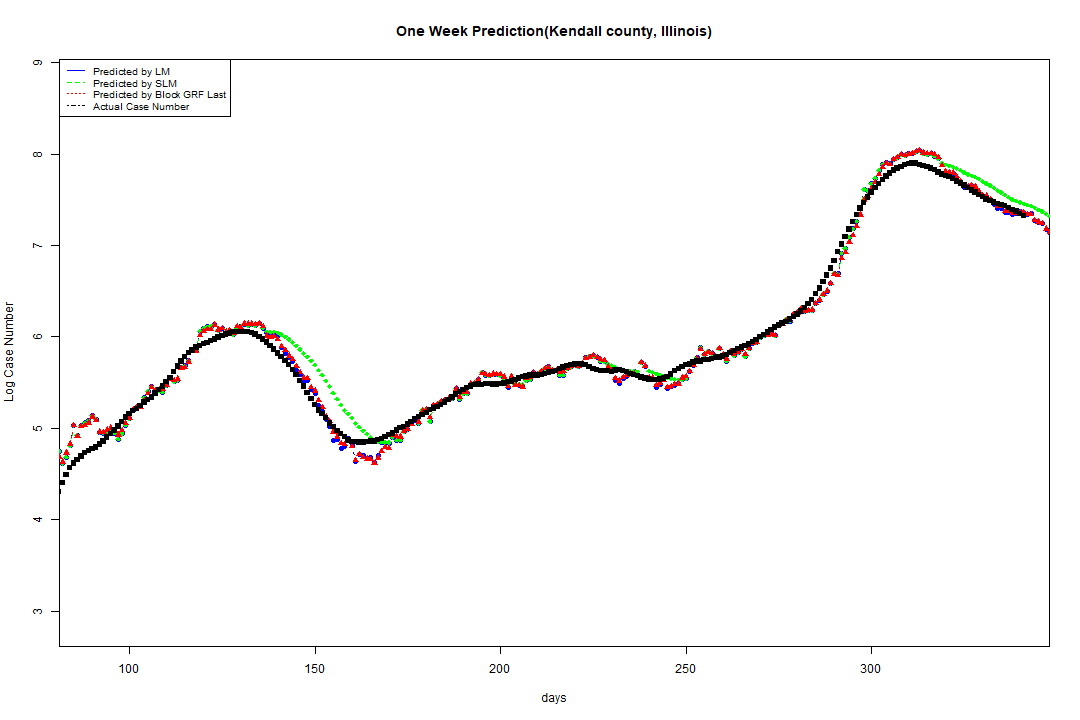 One Week Prediction(Kendall county, Illinois)
Predicted by LM
Predicted by SLM
Predicted by Block GRF Last
Actual Case Number
9
8
7
6
5
4
3
Log Case Number
100 150 200 250 300
days